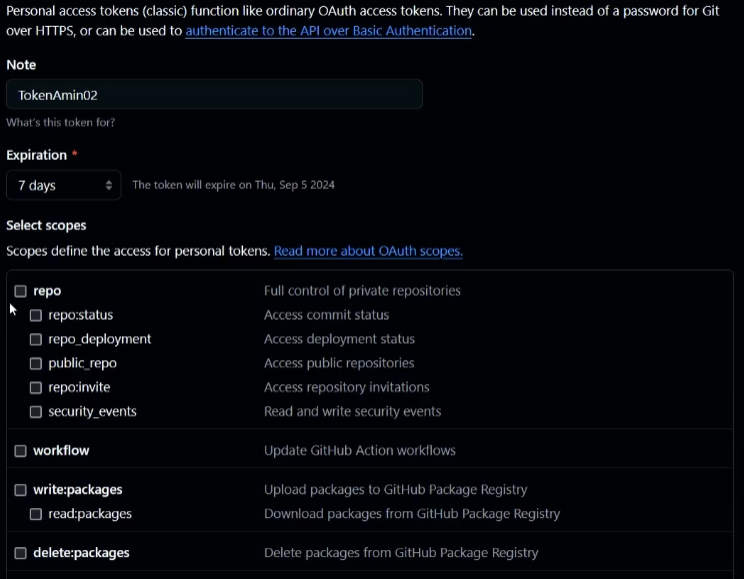 Personal access tokens (classic) function like ordinary OAuth access tokens. They can be used instead of a password for Git
over HTTPS, or can be used to authenticate to the API over Basic Authentication.
Note
TokenAmin02
What's this token for?
Expiration *
7 days The token will expire on Thu, Sep 5 2024
Select scopes
Scopes define the access for personal tokens. Read more about OAuth scopes.
repo Full control of private repositories
repo:status Access commit status
repo_deployment Access deployment status
public_repo Access public repositories
repo:invite Access repository invitations
security_events Read and write security events
workflow Update GitHub Action workflows
write:packages Upload packages to GitHub Package Registry
read:packages Download packages from GitHub Package Registry
delete:packages Delete packages from GitHub Package Registry